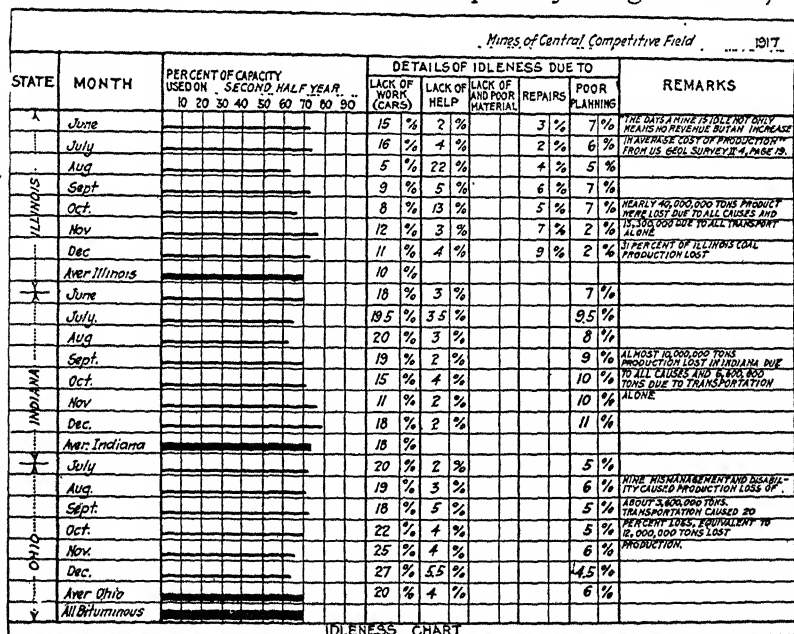 Mines of Central Competitive Field 1917
STATE MONTH PERCENT OF CAPACITY USED ON SECOND HALF YEAR DETAILS OF IDLENESS DUE TO REMARKS
10 20 30 40 50 60 70 80 90 LACK OF WORK (CARS) LACK OF HELP LACK OF AND POOR MATERIAL REPAIRS POOR PLANNING
ILLINOIS
June 15 % 2 % 3 % 7 % "THE DAYS A MINE IS IDLE NOT ONLY MEANS NO REVENUE BUT AN INCREASE
July 16 % 4 % 2 % 6 % IN AVERAGE COST OF PRODUCTION" FROM US GEOL SURVEY II 4, PAGE 19.
Aug 5 % 22 % 4 % 5 %
Sept 9 % 5 % 6 % 7 %
Oct. 8 % 13 % 5 % 7 % NEARLY 40,000,000 TONS PRODUCT WERE LOST DUE TO ALL CAUSES AND
Nov 12 % 3 % 7 % 2 % 15,300,000 DUE TO ALL TRANSPORT ALONE
Dec 11 % 4 % 9 % 2 % 31 PERCENT OF ILLINOIS COAL PRODUCTION LOST
Aver Illinois 10 %
INDIANA
June 18 % 3 % 7 %
July. 19.5 % 3.5 % 9.5 %
Aug 20 % 3 % 8 %
Sept. 19 % 2 % 9 % ALMOST 10,000,000 TONS PRODUCTION LOST IN INDIANA DUE
Oct. 15 % 4 % 10 % TO ALL CAUSES AND 6,600,000 TONS DUE TO TRANSPORTATION
Nov 11 % 2 % 10 % ALONE
Dec. 18 % 2 % 11 %
Aver. Indiana 18 %
OHIO
July 20 % 2 % 5 %
Aug. 19 % 3 % 6 % MINE MISMANAGEMENT AND DISABILITY CAUSED PRODUCTION LOSS OF
Sept. 18 % 5 % 5 % ABOUT 3,600,000 TONS. TRANSPORTATION CAUSED 20
Oct. 22 % 4 % 5 % PERCENT LOSS, EQUIVALENT TO 12,000,000 TONS LOST
Nov. 25 % 4 % 6 % PRODUCTION.
Dec. 27 % 5.5 % 4.5 %
Aver Ohio 20 % 4 % 6 %
All Bituminous
IDLENESS CHART